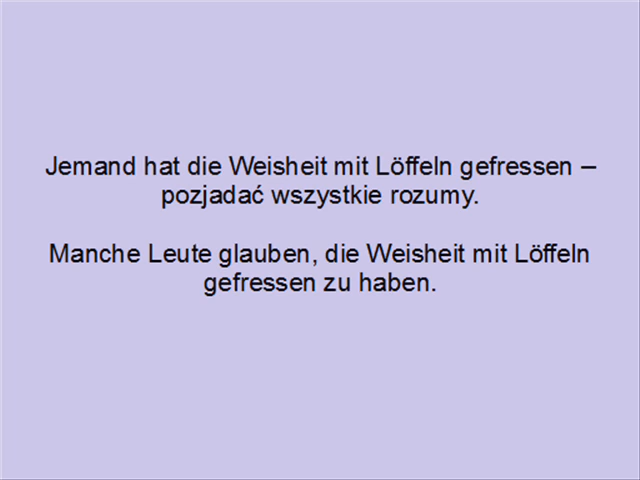 Jemand hat die Weisheit mit Löffeln gefressen –
pozjadać wszystkie rozumy.
Manche Leute glauben, die Weisheit mit Löffeln
gefressen zu haben.